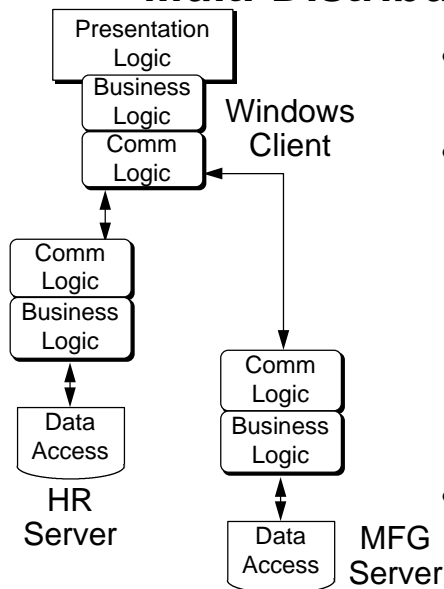 Presentation
Logic
Business
Logic
Windows
Client
Comm
Logic
Comm
Logic
Business
Logic
Data
Access
HR
Server
Comm
Logic
Business
Logic
Data
Access
MFG
Server